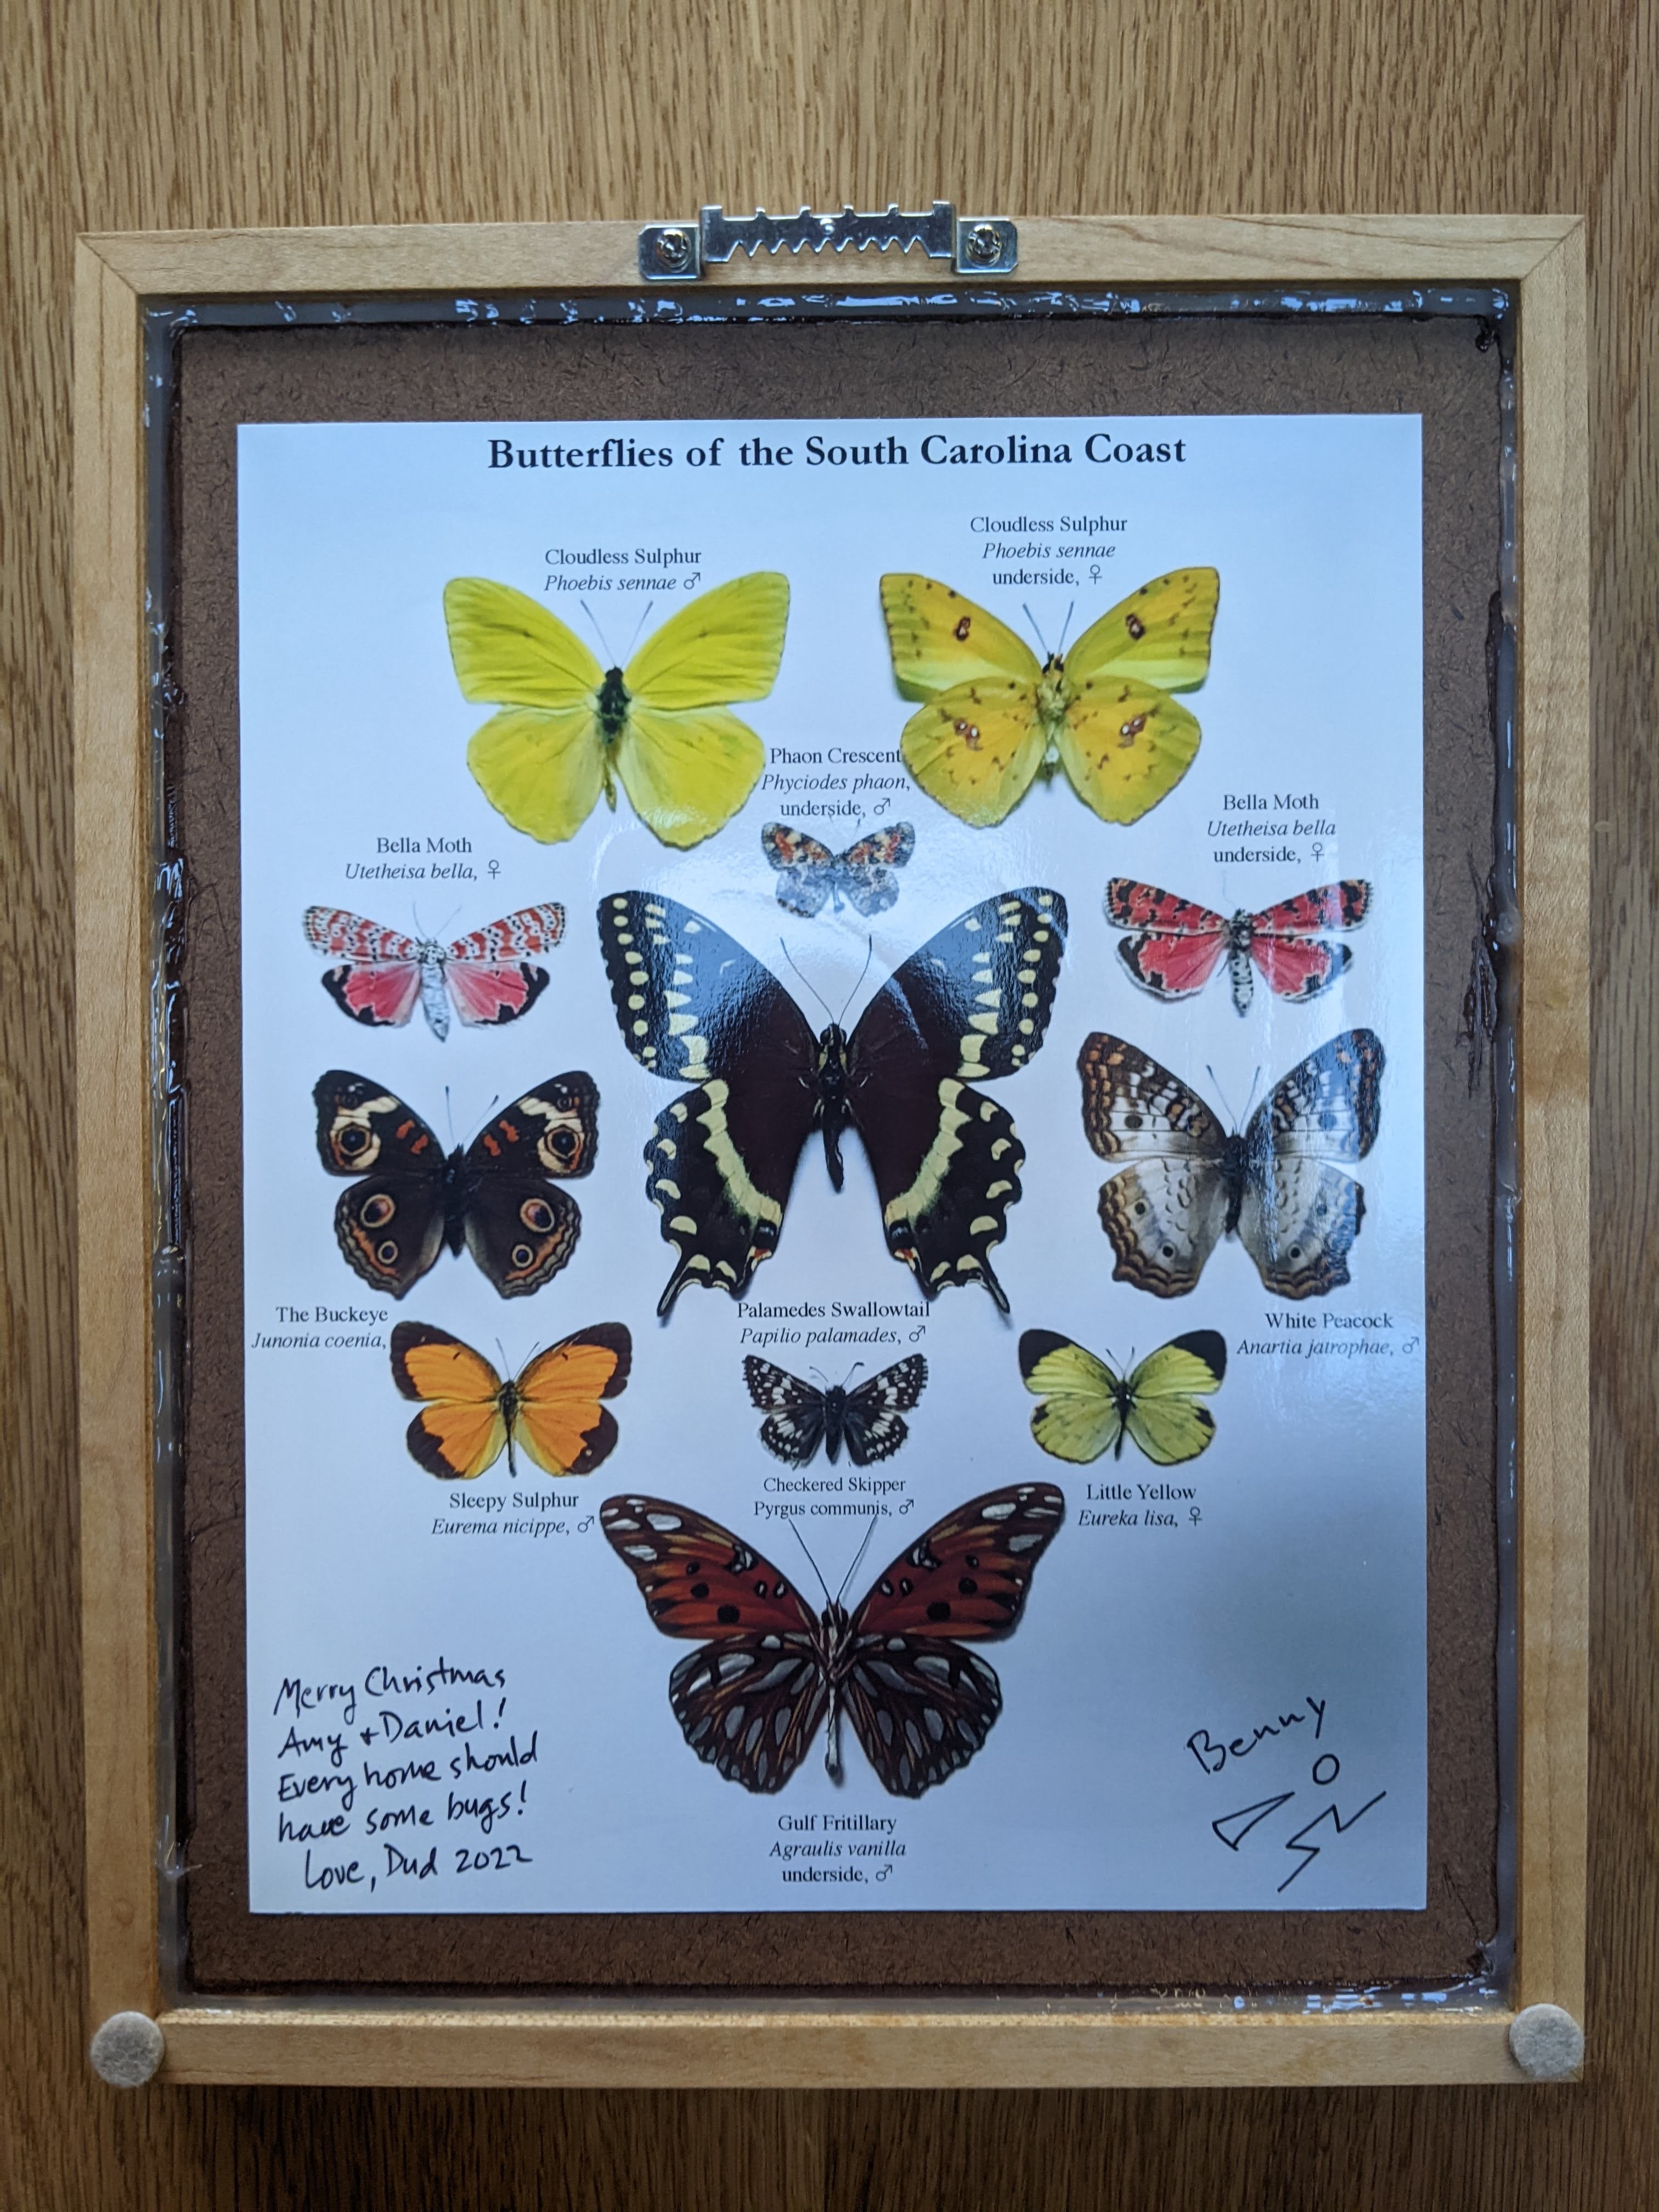 Butterflies of the South Carolina Coast
Cloudless Sulphur
Phoebis sennae ♂
Cloudless Sulphur
Phoebis sennae
underside, ♀
Phaon Crescent
Phyciodes phaon,
underside, ♂
Bella Moth
Utetheisa bella, ♀
Bella Moth
Utetheisa bella
underside, ♀
The Buckeye
Junonia coenia,
Palamedes Swallowtail
Papilio palamades, ♂
White Peacock
Anartia jatrophae, ♂
Sleepy Sulphur
Eurema nicippe, ♂
Checkered Skipper
Pyrgus communis, ♂
Little Yellow
Eureka lisa, ♀
Gulf Fritillary
Agraulis vanilla
underside, ♂
Merry Christmas
Amy + Daniel!
Every home should
have some bugs!
Love, Dud 2022
Benny